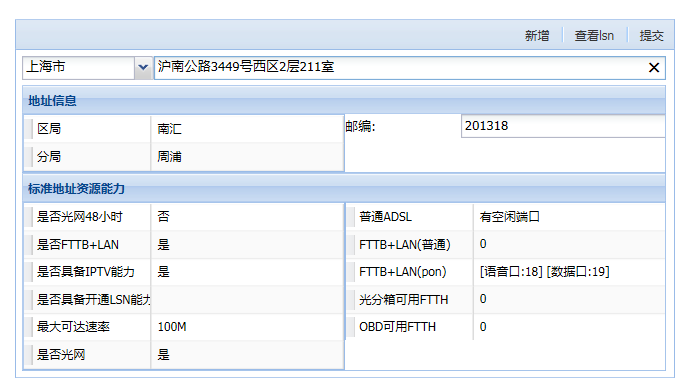 新增 查看lsn 提交
上海市 沪南公路3449号西区2层211室
地址信息
区局 南汇 邮编: 201318
分局 周浦
标准地址资源能力
是否光网48小时 否 普通ADSL 有空闲端口
是否FTTB+LAN 是 FTTB+LAN(普通) 0
是否具备IPTV能力 是 FTTB+LAN(pon) [语音口:18] [数据口:19]
是否具备开通LSN能力 光分箱可用FTTH 0
最大可达速率 100M OBD可用FTTH 0
是否光网 是